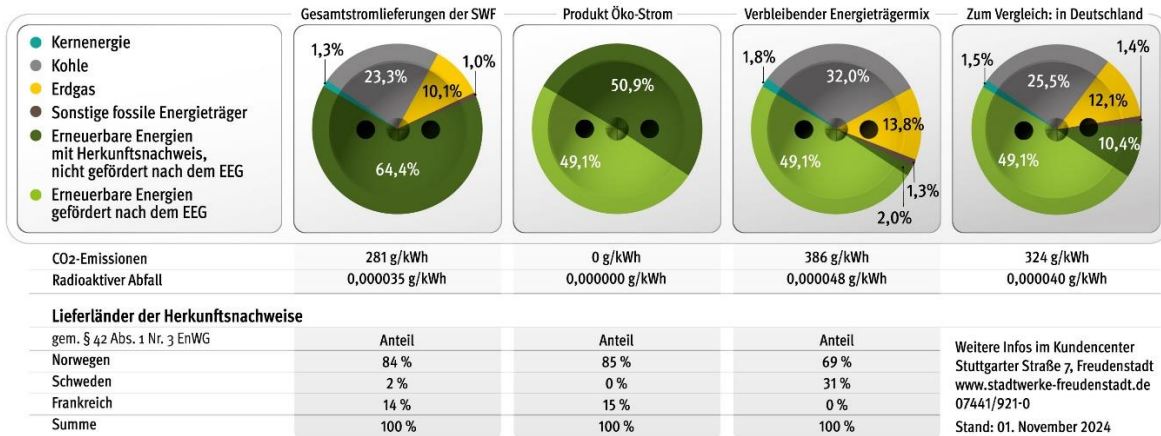 Gesamtstromlieferungen der SWF
Produkt Öko-Strom
Verbleibender Energieträgermix
Zum Vergleich: in Deutschland
Kernenergie
Kohle
Erdgas
Sonstige fossile Energieträger
Erneuerbare Energien
mit Herkunftsnachweis,
nicht gefördert nach dem EEG
Erneuerbare Energien
gefördert nach dem EEG
1,3%
23,3%
10,1%
1,0%
64,4%
50,9%
49,1%
1,8%
32,0%
13,8%
49,1%
1,3%
2,0%
1,5%
25,5%
1,4%
12,1%
10,4%
49,1%
CO2-Emissionen 281 g/kWh 0 g/kWh 386 g/kWh 324 g/kWh
Radioaktiver Abfall 0,000035 g/kWh 0,000000 g/kWh 0,000048 g/kWh 0,000040 g/kWh
Lieferländer der Herkunftsnachweise
gem. § 42 Abs. 1 Nr. 3 EnWG Anteil Anteil Anteil
Norwegen 84 % 85 % 69 %
Schweden 2 % 0 % 31 %
Frankreich 14 % 15 % 0 %
Summe 100 % 100 % 100 %
Weitere Infos im Kundencenter
Stuttgarter Straße 7, Freudenstadt
www.stadtwerke-freudenstadt.de
07441/921-0
Stand: 01. November 2024